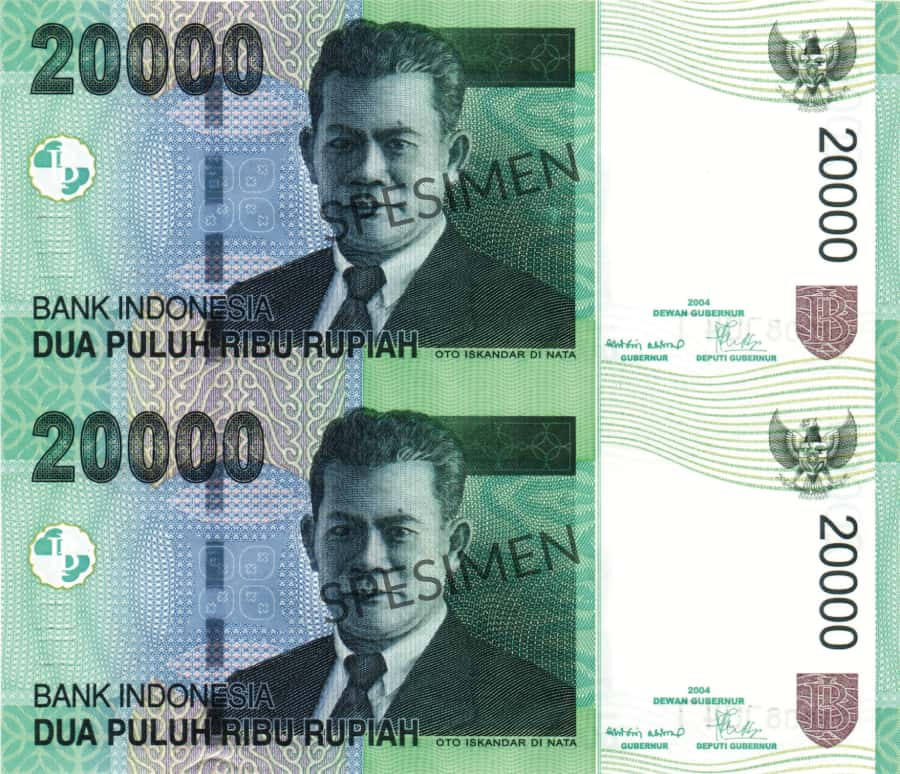 20000
SPESIMEN
20000
BANK INDONESIA
DUA PULUH RIBU RUPIAH
OTO ISKANDAR DI NATA
2004
DEWAN GUBERNUR
GUBERNUR DEPUTI GUBERNUR
20000
SPESIMEN
20000
BANK INDONESIA
DUA PULUH RIBU RUPIAH
OTO ISKANDAR DI NATA
2004
DEWAN GUBERNUR
GUBERNUR DEPUTI GUBERNUR